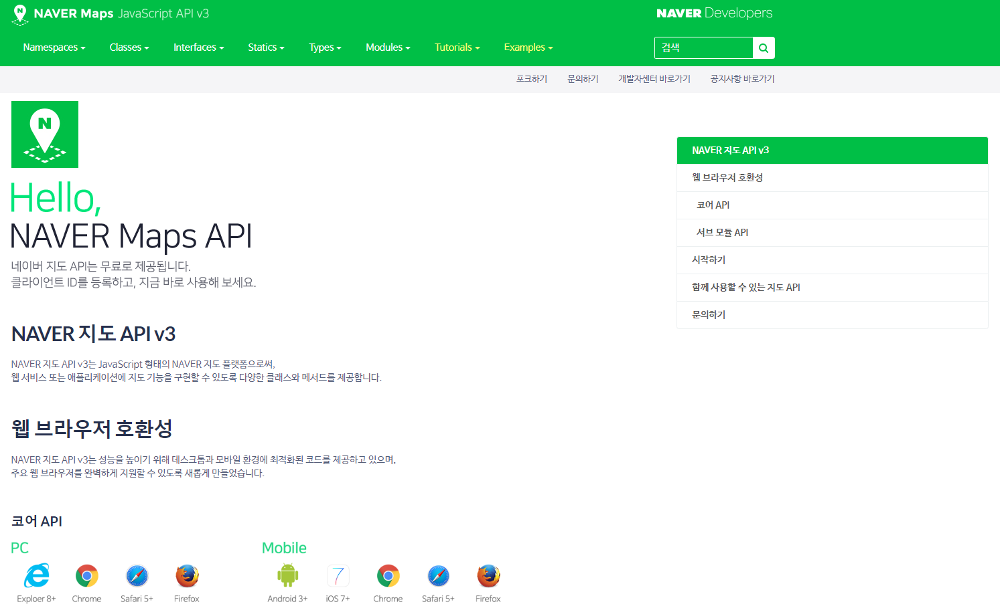 NAVER Maps JavaScript API v3
NAVER Developers
Namespaces Classes Interfaces Statics Types Modules Tutorials Examples
검색
포크하기 문의하기 개발자센터 바로가기 공지사항 바로가기
N
Hello,
NAVER Maps API
네이버 지도 API는 무료로 제공됩니다.
클라이언트 ID를 등록하고, 지금 바로 사용해 보세요.
NAVER 지도 API v3
웹 브라우저 호환성
코어 API
서브 모듈 API
시작하기
함께 사용할 수 있는 지도 API
문의하기
NAVER 지도 API v3
NAVER 지도 API v3는 JavaScript 형태의 NAVER 지도 플랫폼으로써,
웹 서비스 또는 애플리케이션에 지도 기능을 구현할 수 있도록 다양한 클래스와 메서드를 제공합니다.
웹 브라우저 호환성
NAVER 지도 API v3는 성능을 높이기 위해 데스크톱과 모바일 환경에 최적화된 코드를 제공하고 있으며,
주요 웹 브라우저를 완벽하게 지원할 수 있도록 새롭게 만들었습니다.
코어 API
PC
Exploer 8+ Chrome Safari 5+ Firefox
Mobile
7
Android 3+ iOS 7+ Chrome Safari 5+ Firefox